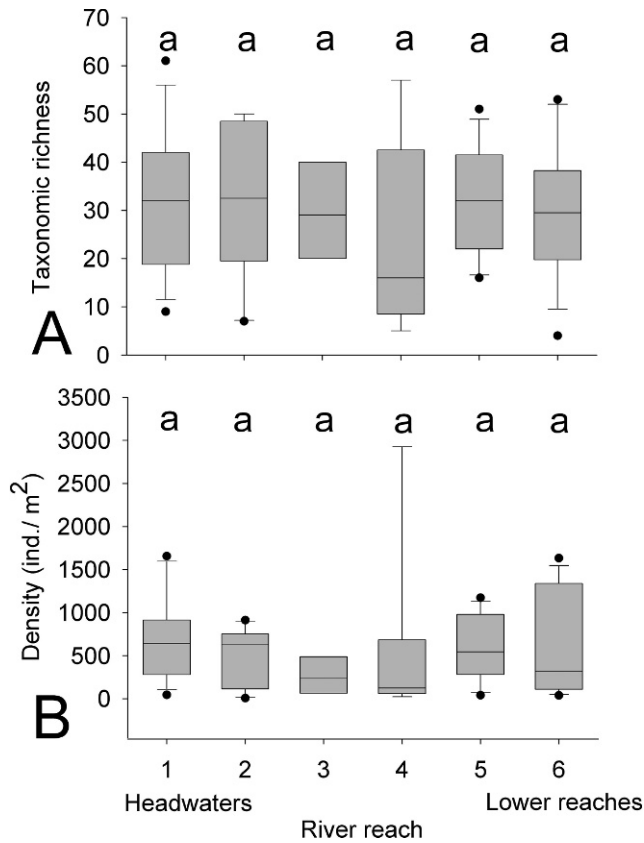 70
60
50
40
30
20
10
0
Taxonomic richness
a a a a a a
A
3500
3000
2500
2000
1500
1000
500
0
Density (ind./ m²)
a a a a a a
B
1 2 3 4 5 6
Headwaters Lower reaches
River reach